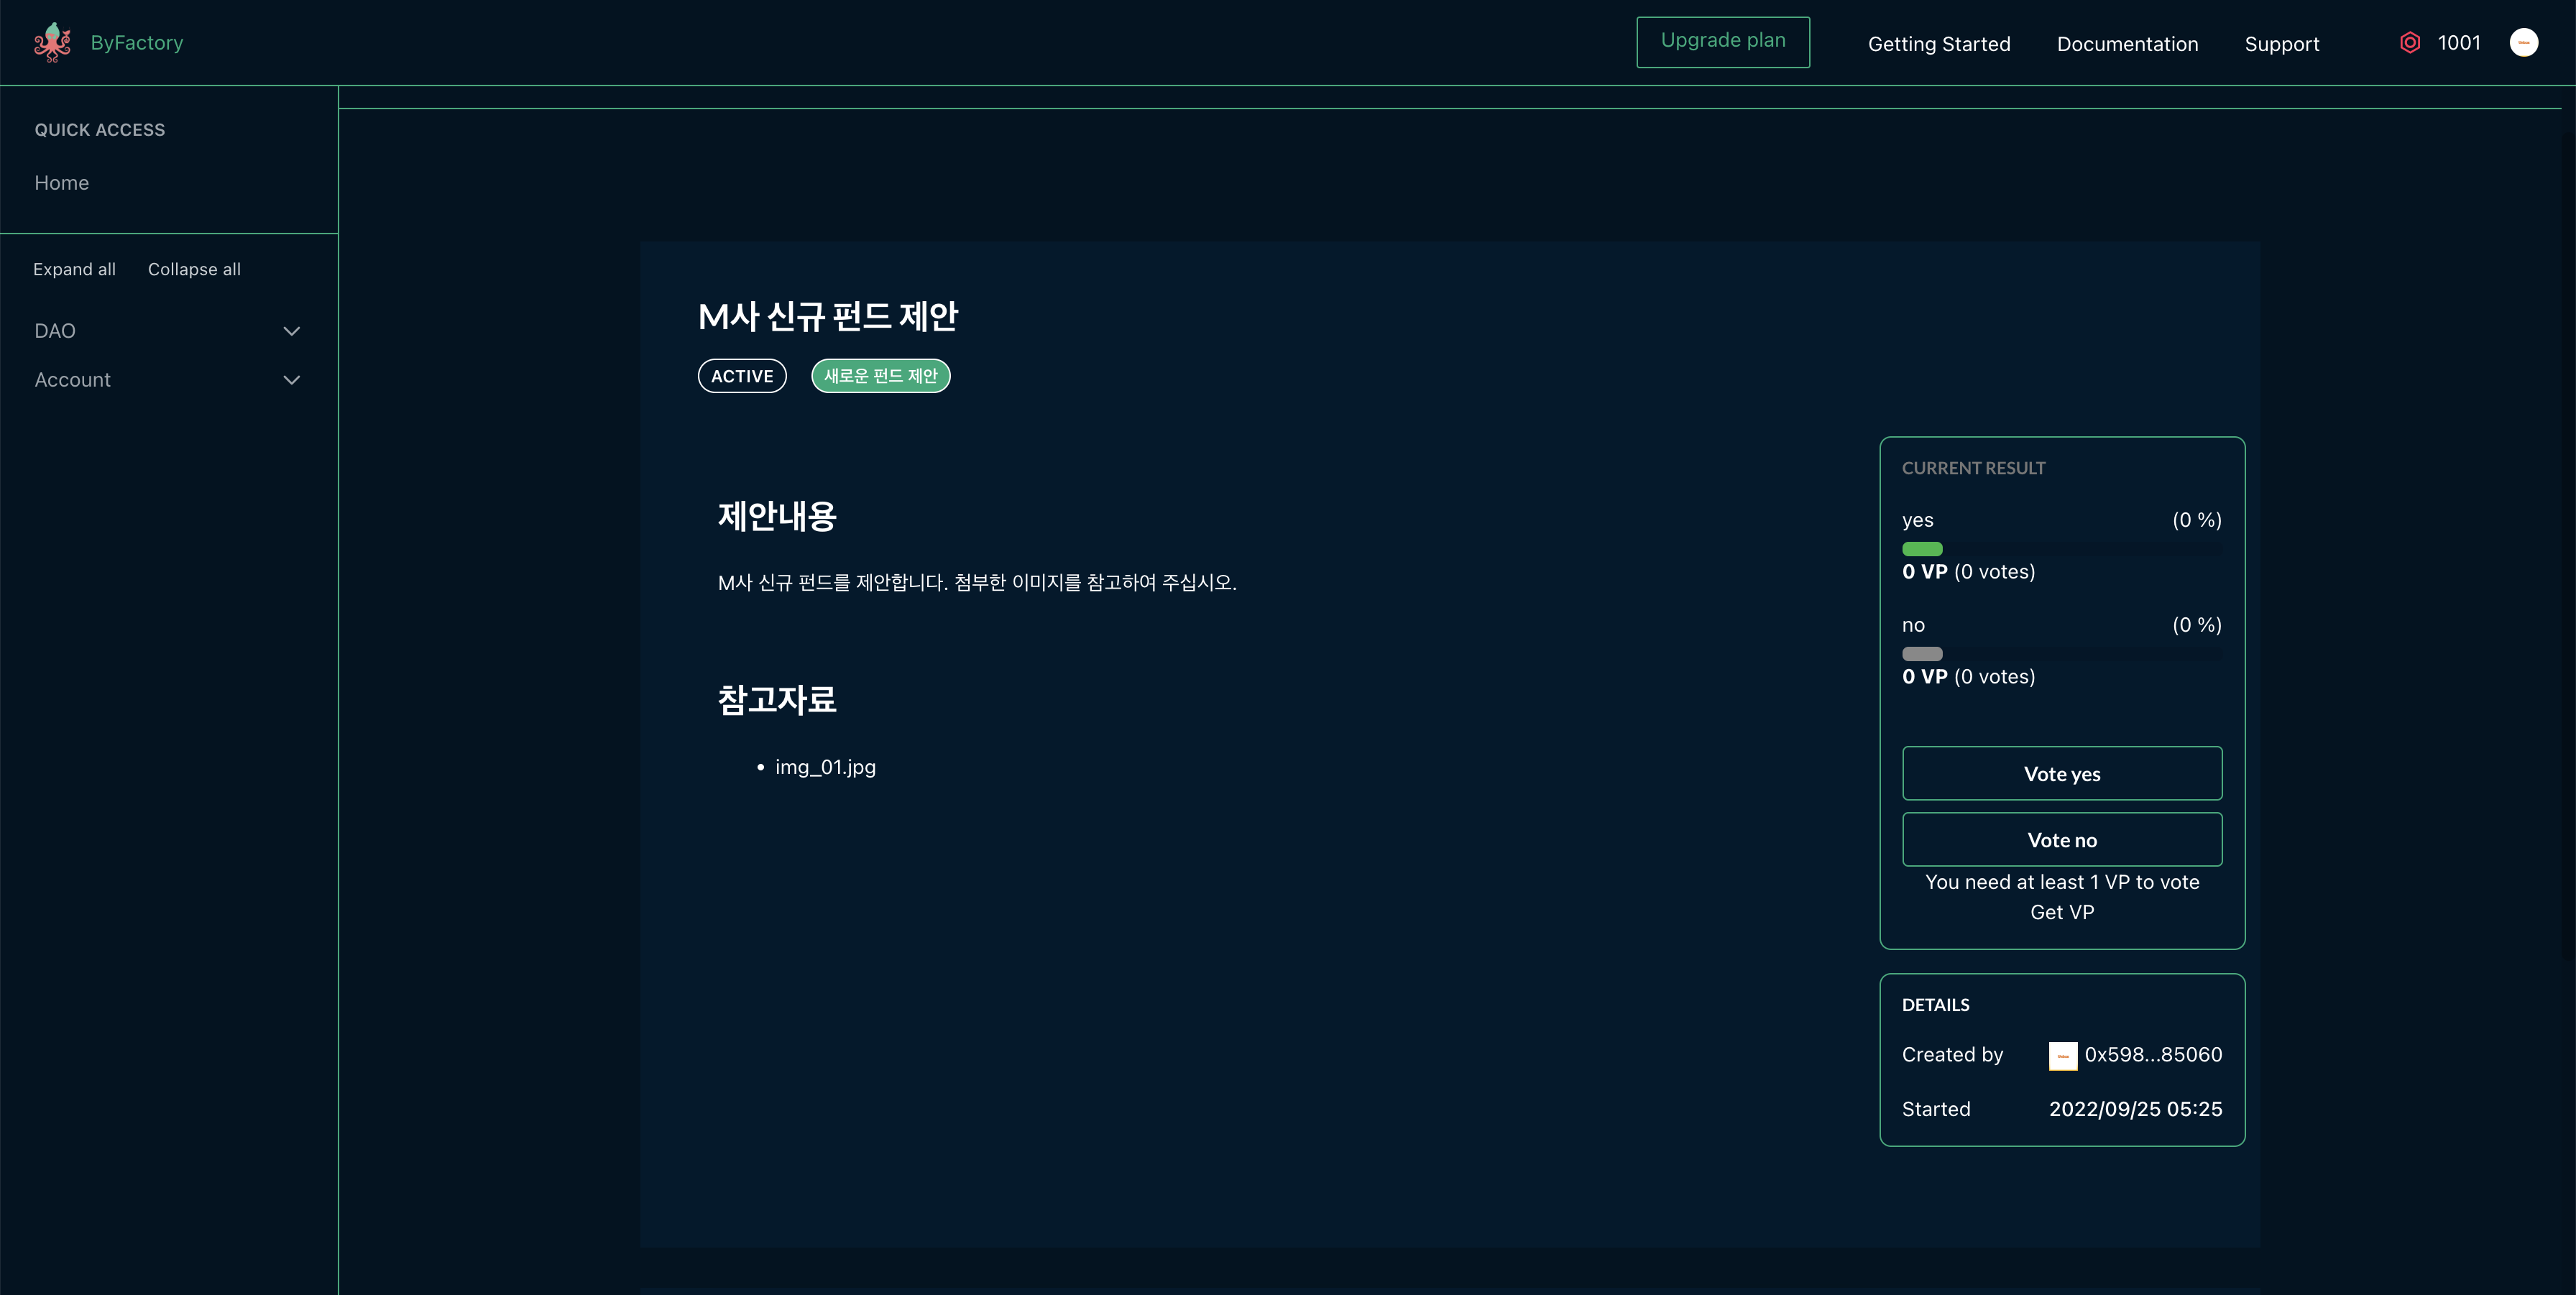 ByFactory
Upgrade plan
Getting Started
Documentation
Support
1001
QUICK ACCESS
Home
Expand all
Collapse all
DAO
Account
M사 신규 펀드 제안
ACTIVE
새로운 펀드 제안
제안내용
M사 신규 펀드를 제안합니다. 첨부한 이미지를 참고하여 주십시오.
참고자료
• img_01.jpg
CURRENT RESULT
yes (0 %)
0 VP (0 votes)
no (0 %)
0 VP (0 votes)
Vote yes
Vote no
You need at least 1 VP to vote
Get VP
DETAILS
Created by 0x598...85060
Started 2022/09/25 05:25